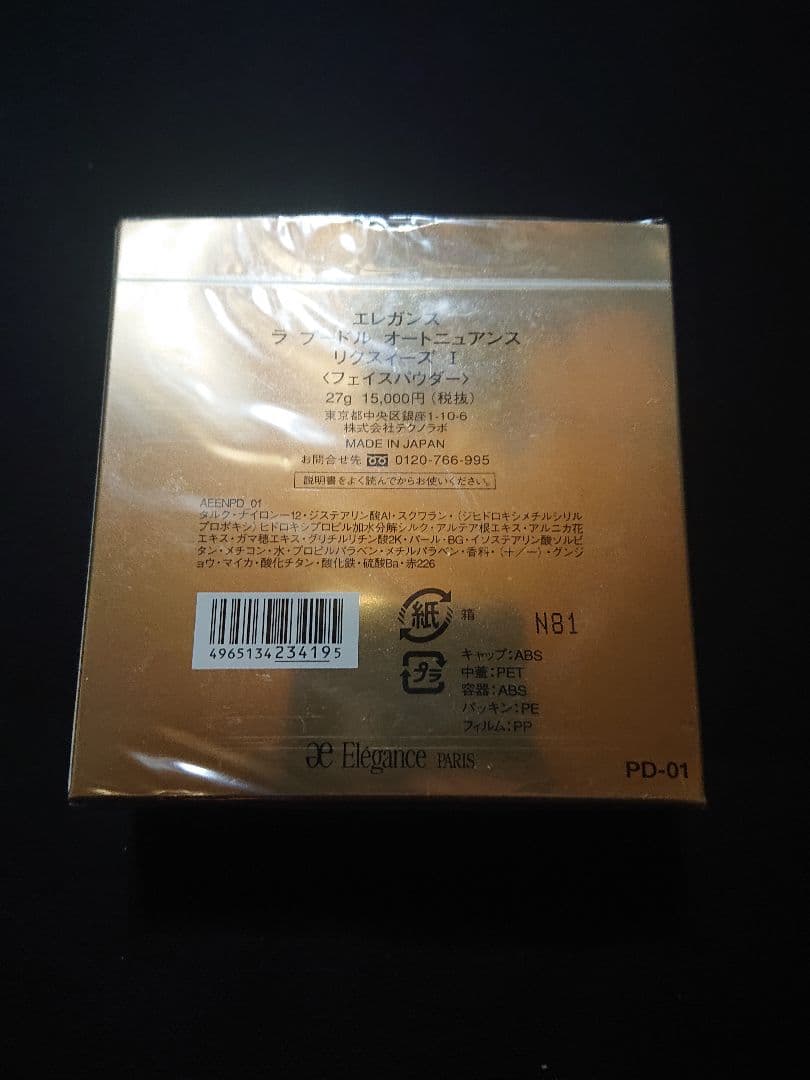 エレガンス
ラ プードル オートニュアンス
リクスィーズ I
〈フェイスパウダー〉
27g 15,000円(税抜)
東京都中央区銀座1-10-6
株式会社テクノラボ
MADE IN JAPAN
お問合せ先 0120-766-995
説明書をよく読んでからお使いください。
AEENPD 01
タルク・ナイロン-12・ジステアリン酸Al・スクワラン・(ジヒドロキシメチルシリル
プロポキシ)ヒドロキシプロピル加水分解シルク・アルテア根エキス・アルニカ花
エキス・ガマ穂エキス・グリチルリチン酸2K・パール・BG・イソステアリン酸ソルビ
タン・メチコン・水・プロピルパラベン・メチルパラベン・香料・(+/-)・グンジ
ョウ・マイカ・酸化チタン・酸化鉄・硫酸Ba・赤226
4965134234195
紙 箱
N81
プラ
キャップ:ABS
中蓋:PET
容器:ABS
パッキン:PE
フィルム:PP
æ Elégance PARIS
PD-01